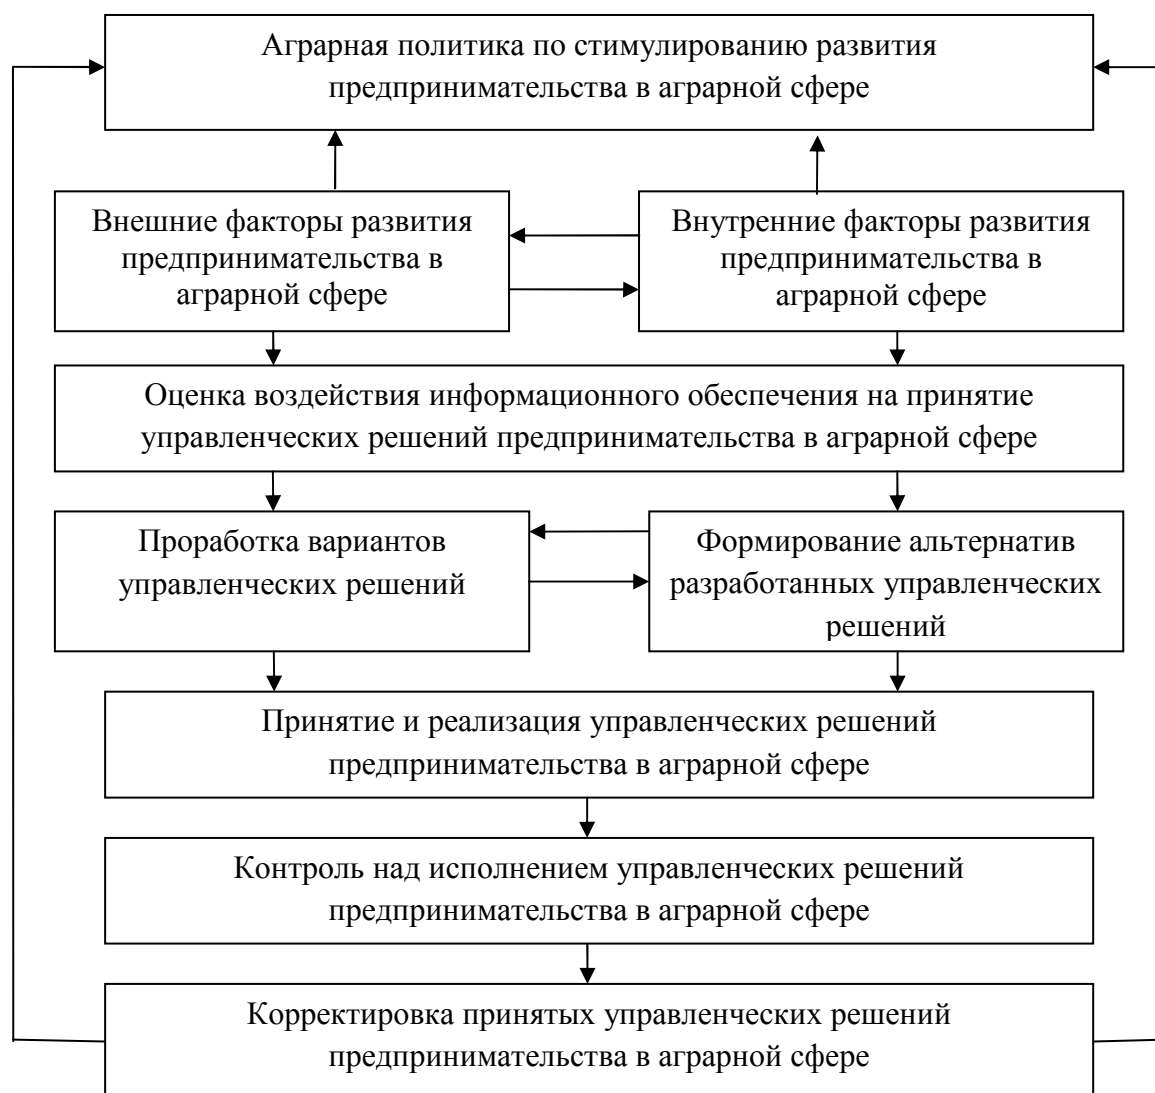 Аграрная политика по стимулированию развития
предпринимательства в аграрной сфере
Внешние факторы развития
предпринимательства в
аграрной сфере
Внутренние факторы развития
предпринимательства в
аграрной сфере
Оценка воздействия информационного обеспечения на принятие
управленческих решений предпринимательства в аграрной сфере
Проработка вариантов
управленческих решений
Формирование альтернатив
разработанных управленческих
решений
Принятие и реализация управленческих решений
предпринимательства в аграрной сфере
Контроль над исполнением управленческих решений
предпринимательства в аграрной сфере
Корректировка принятых управленческих решений
предпринимательства в аграрной сфере